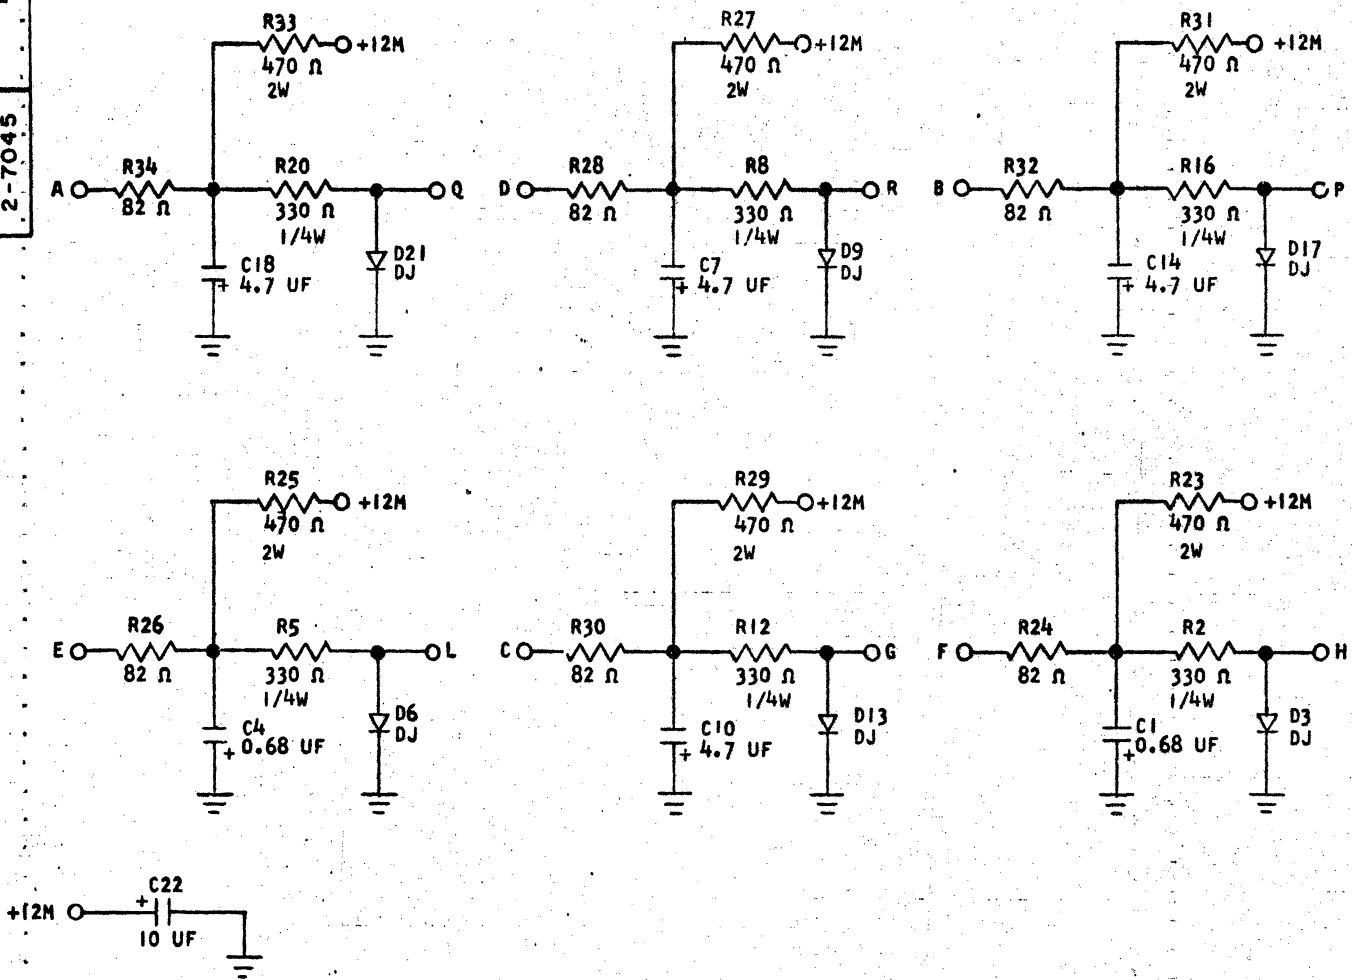 2-7045
R33
+12M
470 Ω
2W
R34
A
82 Ω
R20
330 Ω
1/4W
Q
C18
+ 4.7 UF
D21
DJ
R27
+12M
470 Ω
2W
R28
D
82 Ω
R8
330 Ω
1/4W
R
C7
+ 4.7 UF
D9
DJ
R31
+12M
470 Ω
2W
R32
B
82 Ω
R16
330 Ω
1/4W
P
C14
+ 4.7 UF
D17
DJ
R25
+12M
470 Ω
2W
R26
E
82 Ω
R5
330 Ω
1/4W
L
C4
+ 0.68 UF
D6
DJ
R29
+12M
470 Ω
2W
R30
C
82 Ω
R12
330 Ω
1/4W
G
C10
+ 4.7 UF
D13
DJ
R23
+12M
470 Ω
2W
R24
F
82 Ω
R2
330 Ω
1/4W
H
C1
+ 0.68 UF
D3
DJ
C22
+12M
+
10 UF